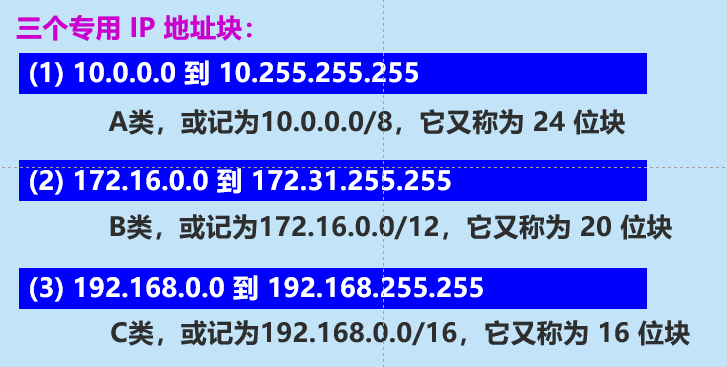 三个专用 IP 地址块：
(1) 10.0.0.0 到 10.255.255.255
A类，或记为10.0.0.0/8，它又称为 24 位块
(2) 172.16.0.0 到 172.31.255.255
B类，或记为172.16.0.0/12，它又称为 20 位块
(3) 192.168.0.0 到 192.168.255.255
C类，或记为192.168.0.0/16，它又称为 16 位块